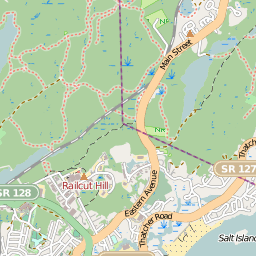 NR
Main Street
NR
SR 127
Railcut Hill
SR 128
Eastern Avenue
Thatcher Road
Thatcher
Salt Island